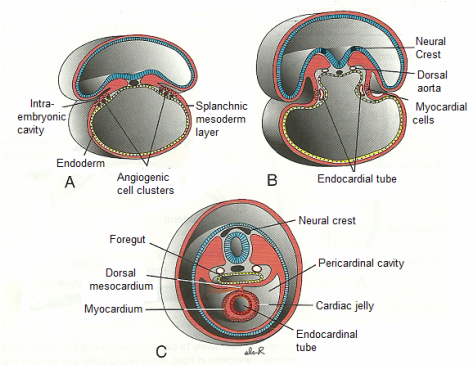 Intra-
embryonic
cavity
Endoderm
Angiogenic
cell clusters
Splanchnic
mesoderm
layer
A
Neural
Crest
Dorsal
aorta
Myocardial
cells
Endocardial tube
B
Neural crest
Foregut
Pericardinal cavity
Dorsal
mesocardium
Myocardium
Cardiac jelly
Endocardinal
tube
C